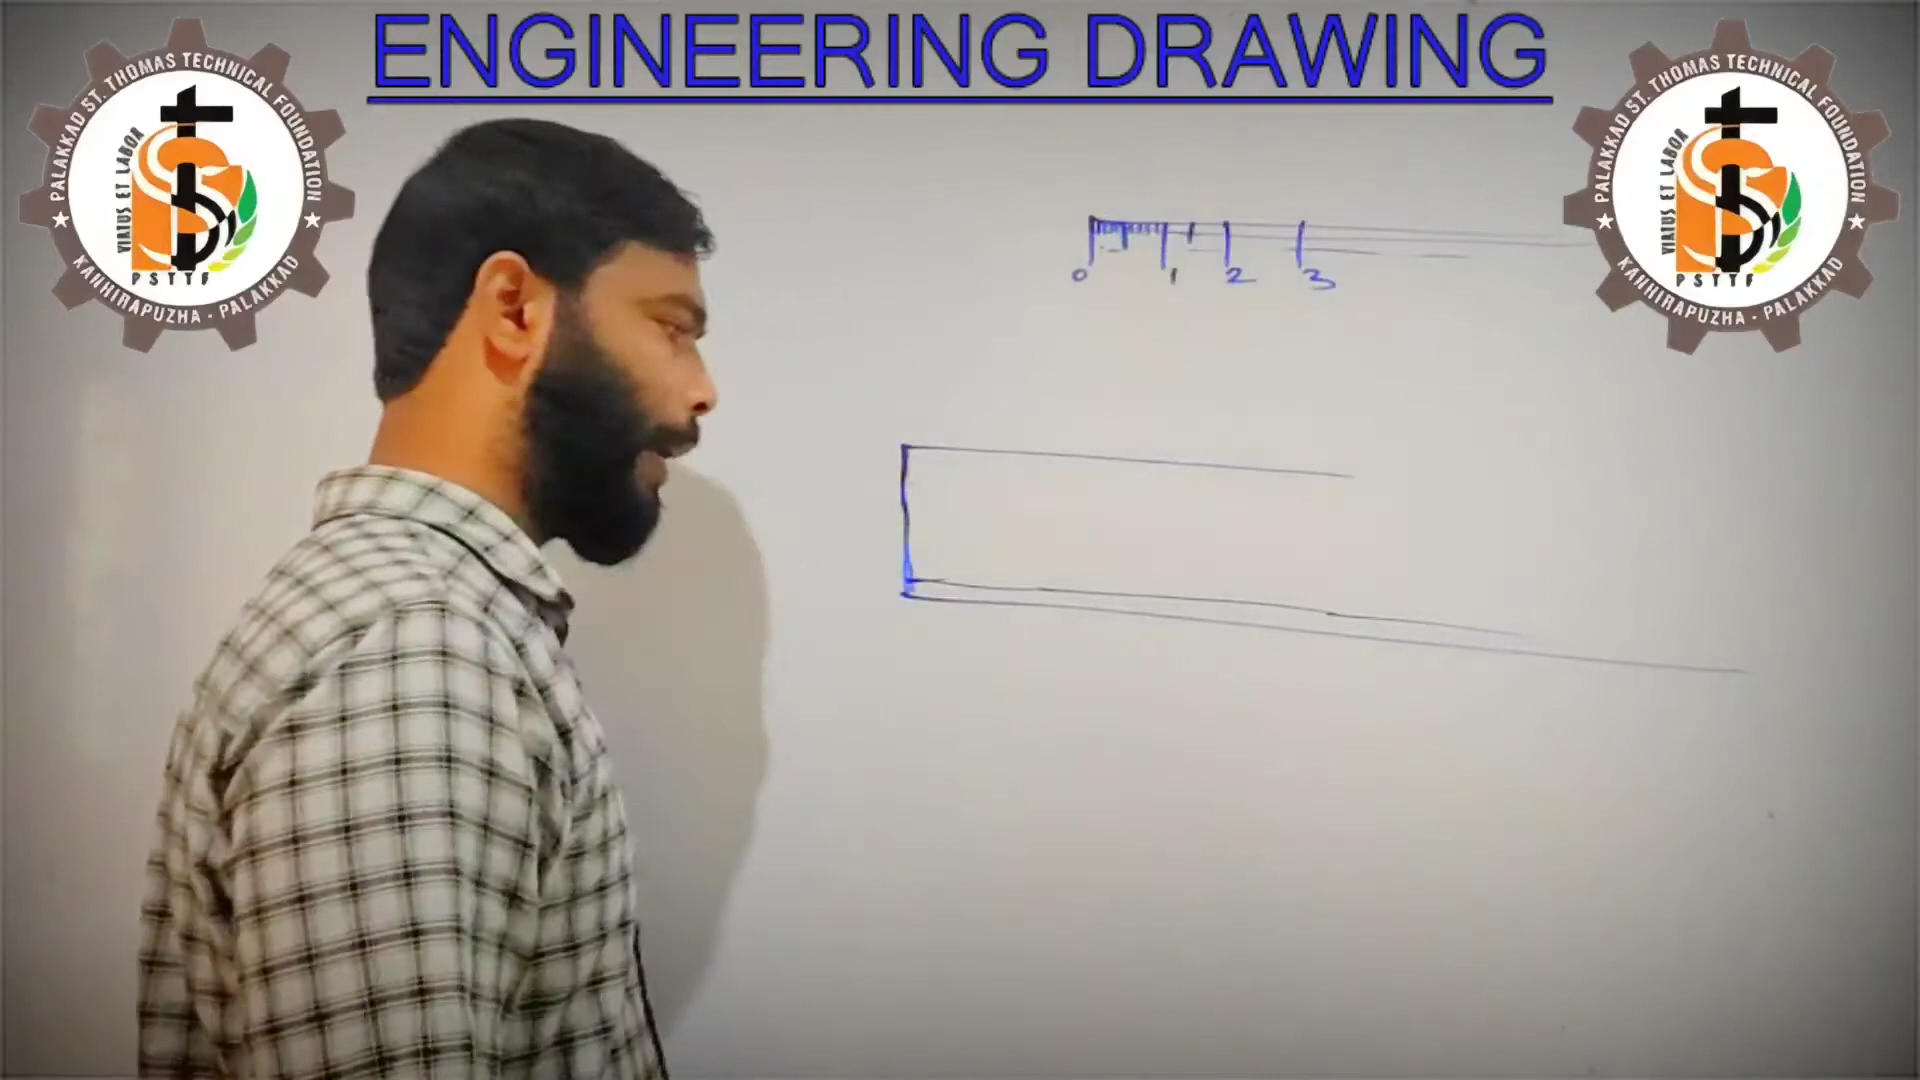 ENGINEERING DRAWING
PALAKKAD ST. THOMAS TECHNICAL FOUNDATION
VIRTUS ET LABOR
PSTTF
KANHIRAPUZHA - PALAKKAD
PALAKKAD ST. THOMAS TECHNICAL FOUNDATION
VIRTUS ET LABOR
PSTTF
KANHIRAPUZHA - PALAKKAD
0 1 2 3